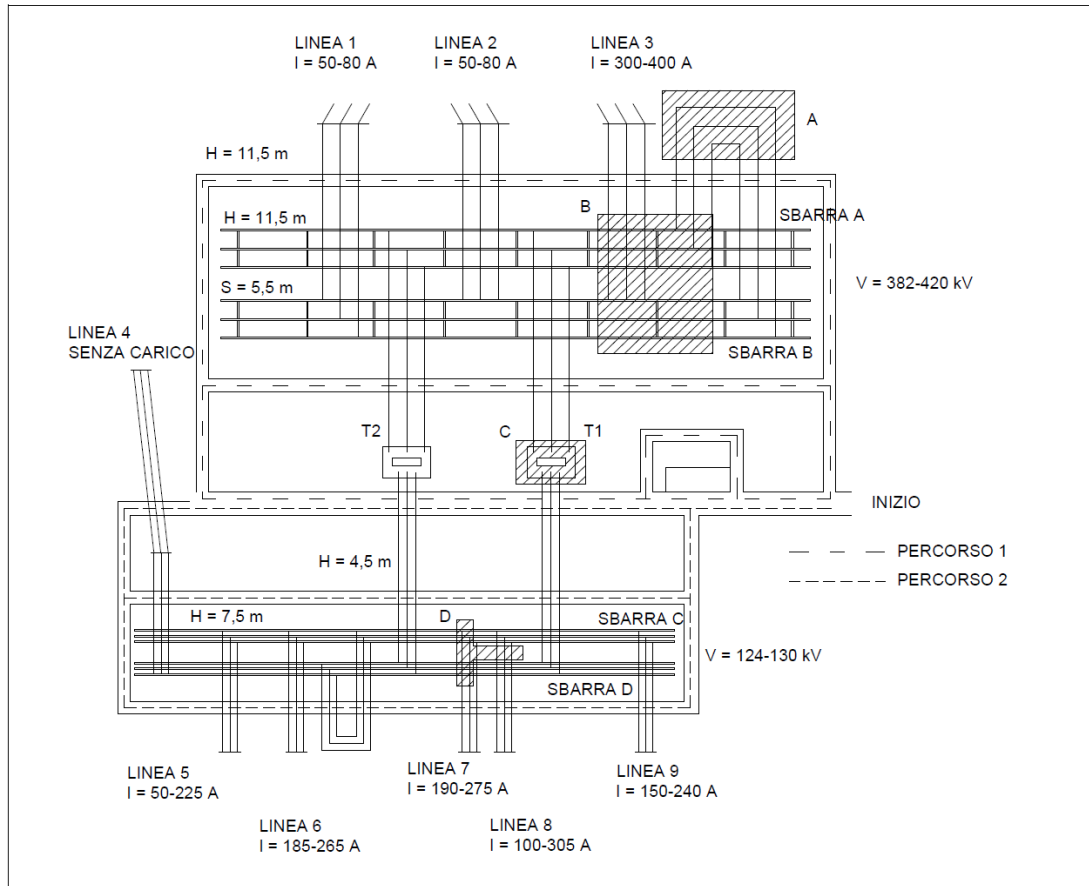 LINEA 1
I = 50-80 A
LINEA 2
I = 50-80 A
LINEA 3
I = 300-400 A
A
H = 11,5 m
B
H = 11,5 m
SBARRA A
S = 5,5 m
V = 382-420 kV
LINEA 4
SENZA CARICO
SBARRA B
T2
C
T1
INIZIO
H = 4,5 m
PERCORSO 1
PERCORSO 2
H = 7,5 m
D
SBARRA C
V = 124-130 kV
SBARRA D
LINEA 5
I = 50-225 A
LINEA 7
I = 190-275 A
LINEA 9
I = 150-240 A
LINEA 6
I = 185-265 A
LINEA 8
I = 100-305 A